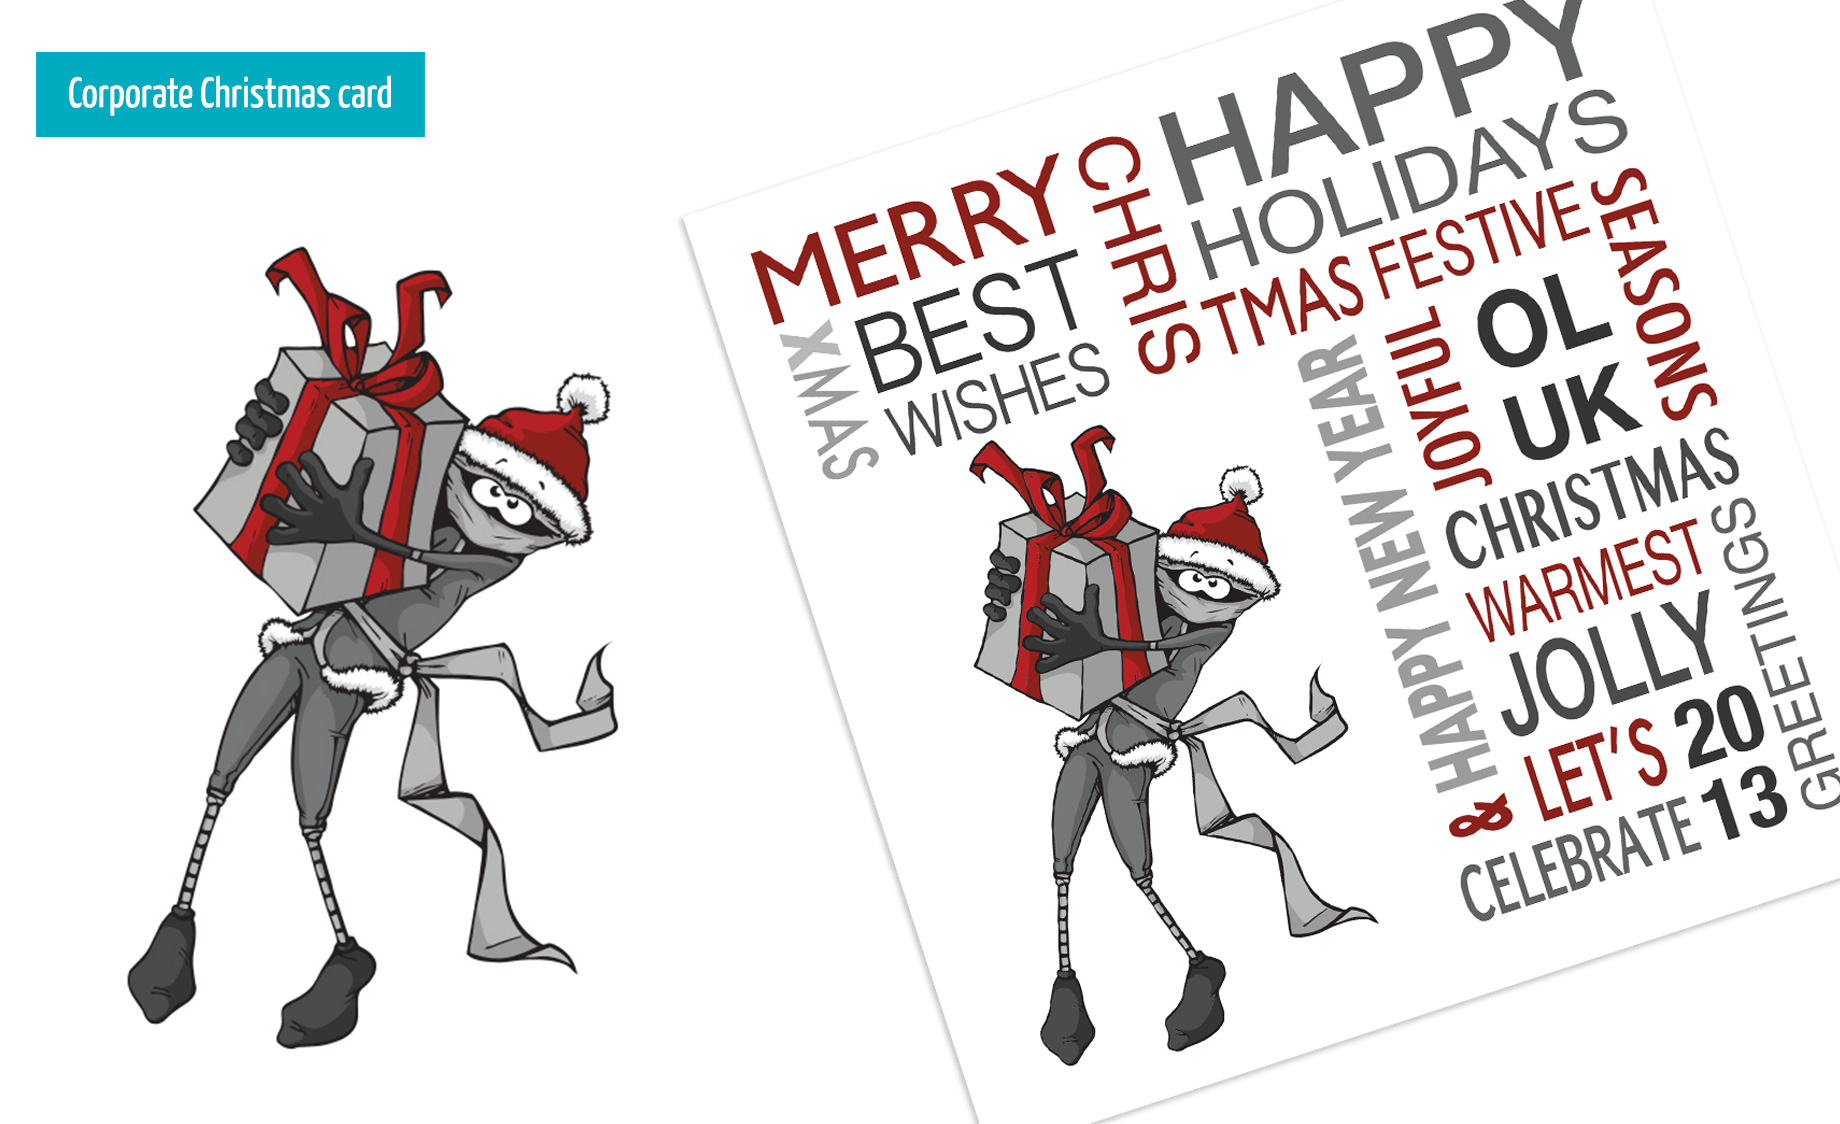 Corporate Christmas card
HAPPY
HOLIDAYS
MERRY
CHRIS
TMAS FESTIVE
SEASONS
BEST
WISHES
XMAS
JOYFUL
OL
UK
HAPPY NEW YEAR
CHRISTMAS
WARMEST
GREETINGS
JOLLY
& LET'S 20
CELEBRATE 13